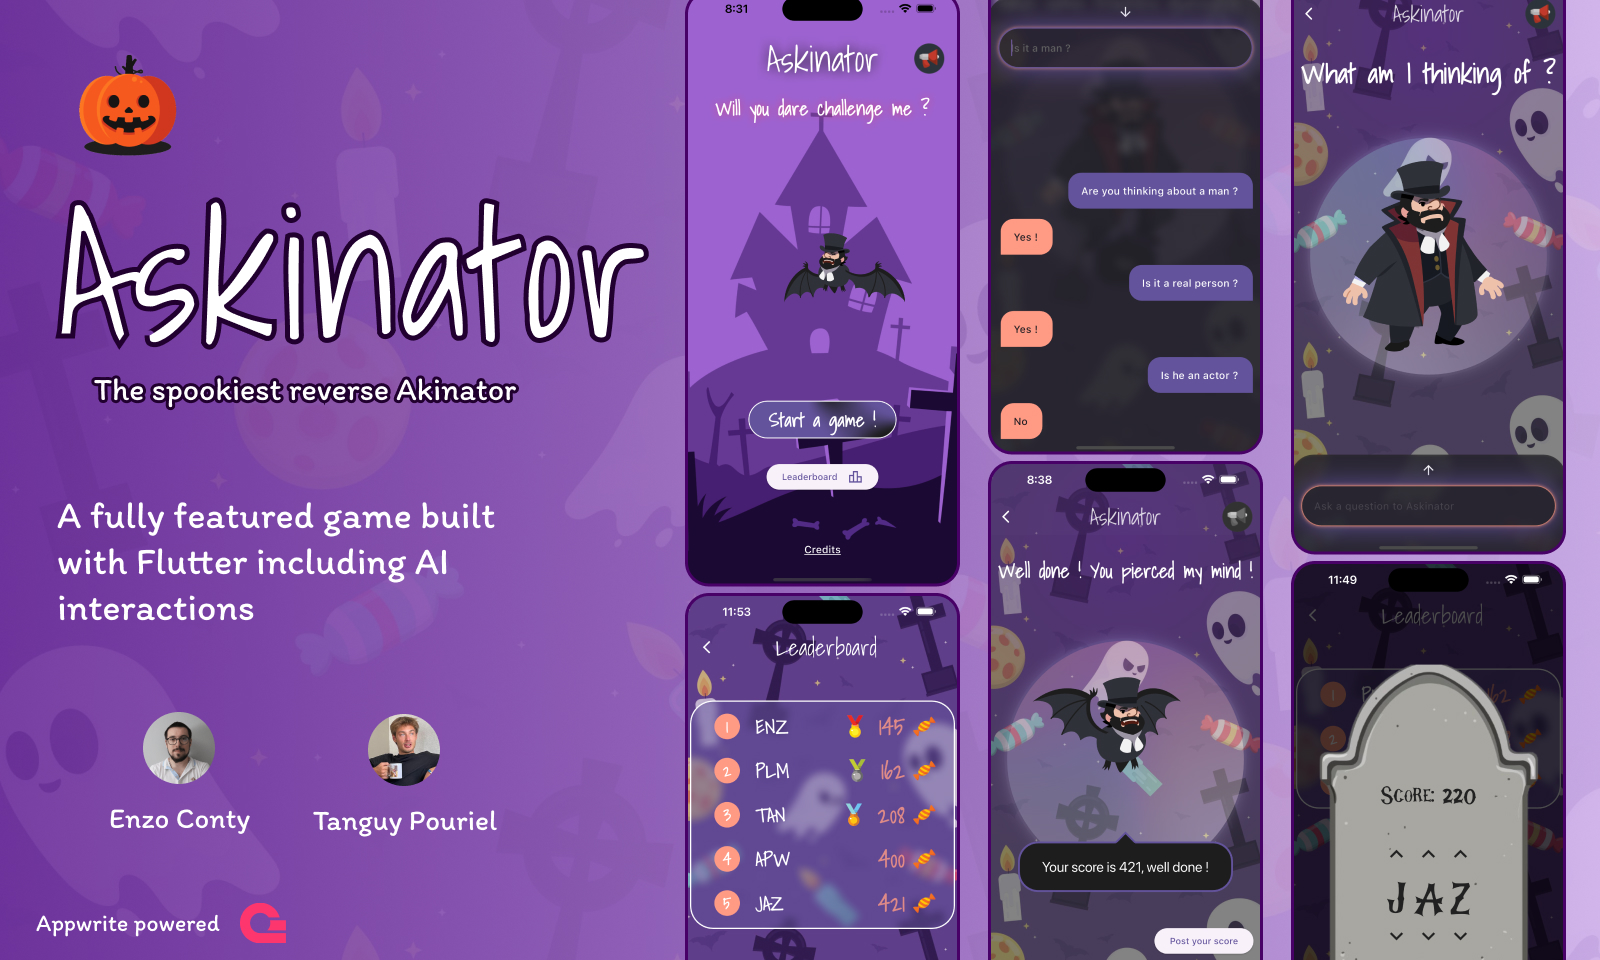 Askinator
The spookiest reverse Akinator
A fully featured game built
with Flutter including AI
interactions
Enzo Conty
Tanguy Pouriel
Appwrite powered
8:31
Askinator
Will you dare challenge me ?
Start a game !
Leaderboard
Credits
11:53
Leaderboard
1 ENZ 145
2 PLM 162
3 TAN 208
4 APW 400
5 JAZ 421
Is it a man ?
Are you thinking about a man ?
Yes !
Is it a real person ?
Yes !
Is he an actor ?
No
8:38
Askinator
Well done ! You pierced my mind !
Your score is 421, well done !
Post your score
Askinator
What am I thinking of ?
Ask a question to Askinator
11:49
Leaderboard
1 162
2
SCORE: 220
JAZ